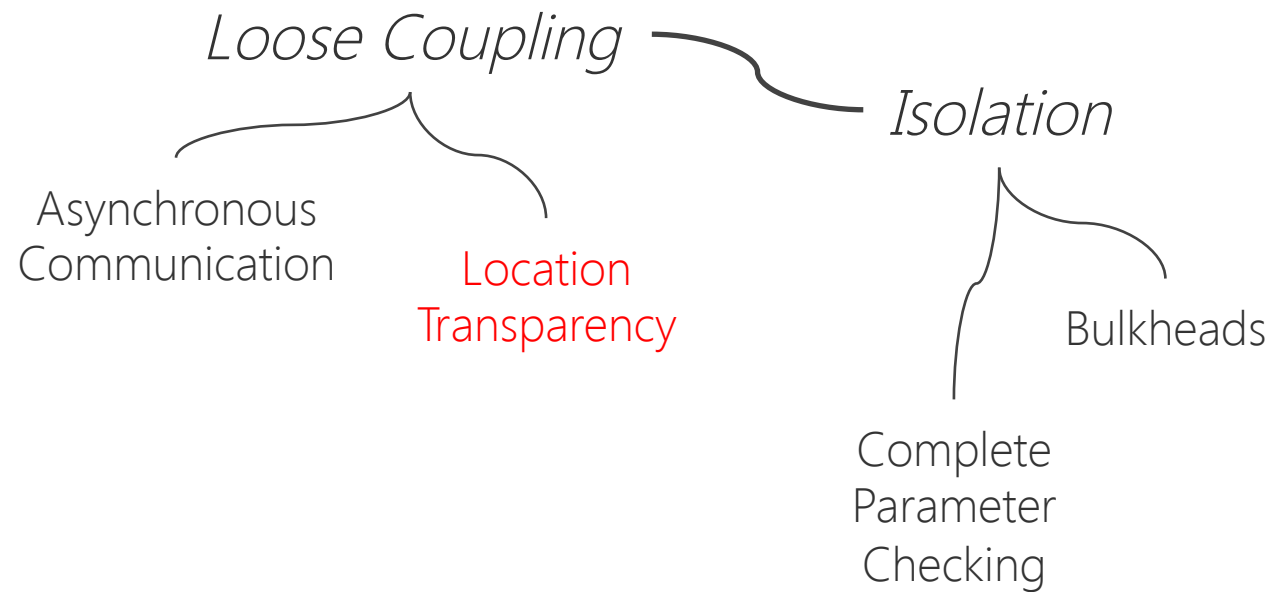 Loose Coupling
Isolation
Asynchronous
Communication
Location
Transparency
Bulkheads
Complete
Parameter
Checking